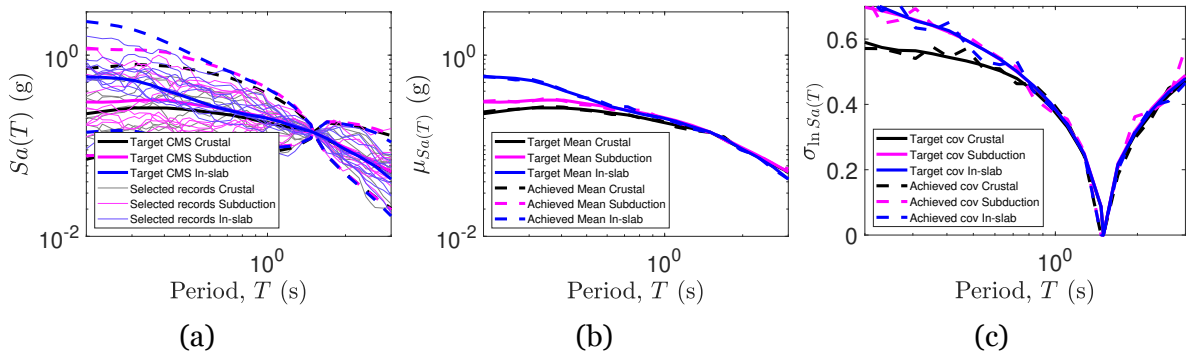 Sa(T) (g)
10^0
10^-2
Target CMS Crustal
Target CMS Subduction
Target CMS In-slab
Selected records Crustal
Selected records Subduction
Selected records In-slab
10^0
Period, T (s)
(a)
μ_Sa(T) (g)
10^0
10^-2
Target Mean Crustal
Target Mean Subduction
Target Mean In-slab
Achieved Mean Crustal
Achieved Mean Subduction
Achieved Mean In-slab
10^0
Period, T (s)
(b)
σ_ln Sa(T)
0.6
0.4
0.2
0
Target cov Crustal
Target cov Subduction
Target cov In-slab
Achieved cov Crustal
Achieved cov Subduction
Achieved cov In-slab
10^0
Period, T (s)
(c)